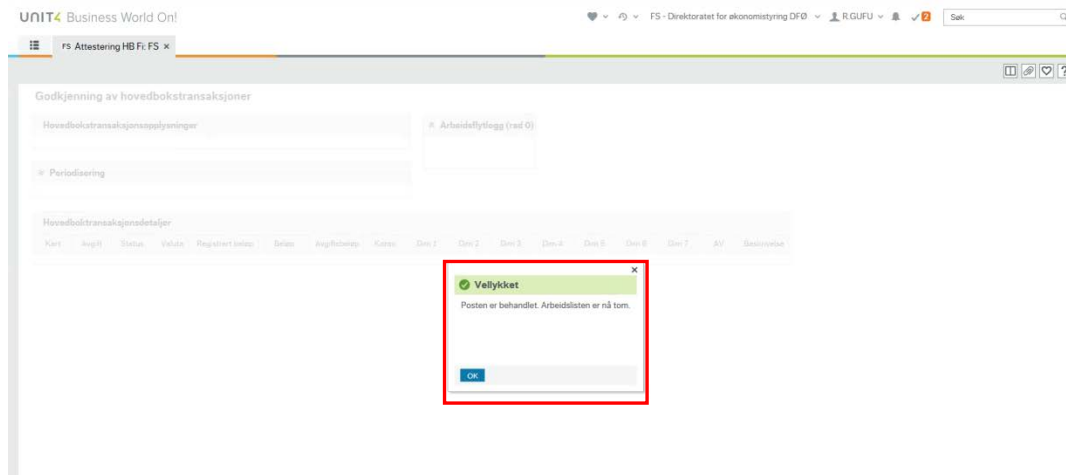 UNIT4 Business World On!
FS - Direktoratet for økonomistyring DFØ
R.GUFU
2
Søk
FS Attestering HB Fi: FS ×
Godkjenning av hovedbokstransaksjoner
Hovedbokstransaksjonsopplysninger
Arbeidsflytlogg (rad 0)
Periodisering
Hovedboktransaksjonsdetaljer
Kort Avgift Status Valuta Registrert beløp Beløp Avgiftsbeløp Konto Dim 1 Dim 2 Dim 3 Dim 4 Dim 5 Dim 6 Dim 7 AV Beskrivelse
Vellykket
Posten er behandlet. Arbeidslisten er nå tom.
OK